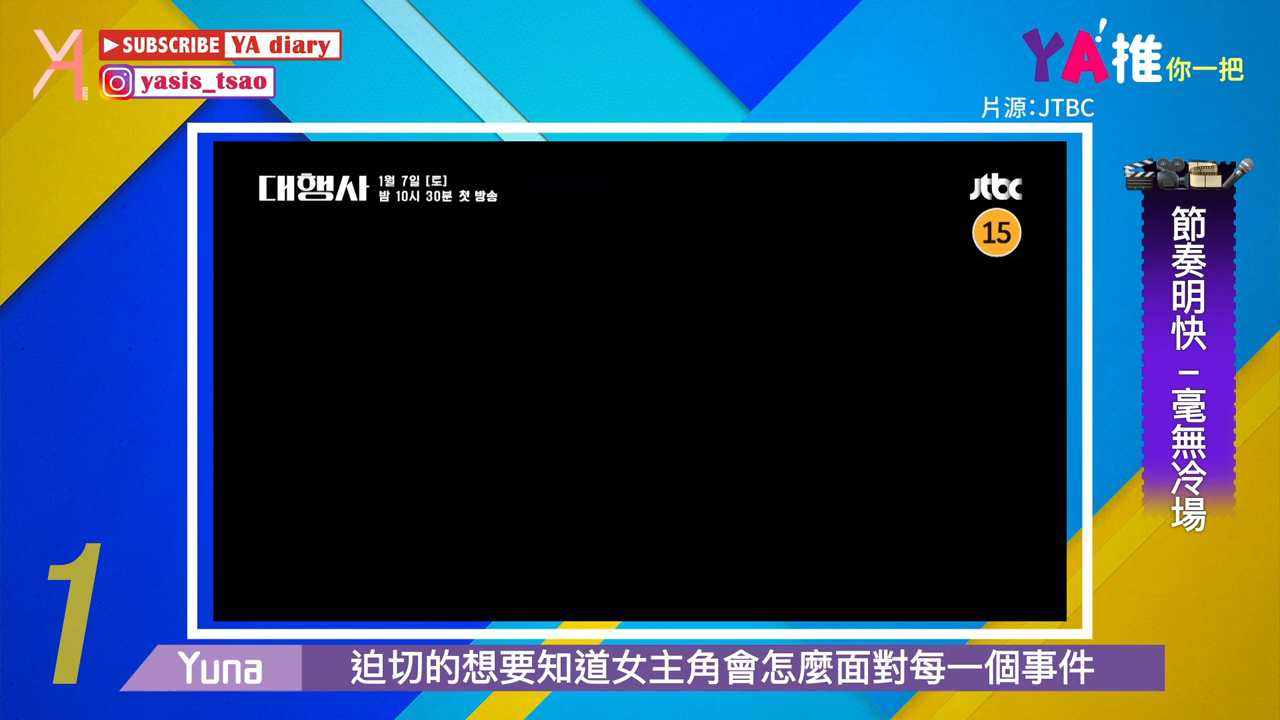 YA
DIARY
SUBSCRIBE YA diary
yasis_tsao
YA!推你一把
片源:JTBC
대행사
1월 7일 [토]
밤 10시 30분 첫 방송
jtbc
15
節奏明快-毫無冷場
1
Yuna
迫切的想要知道女主角會怎麼面對每一個事件